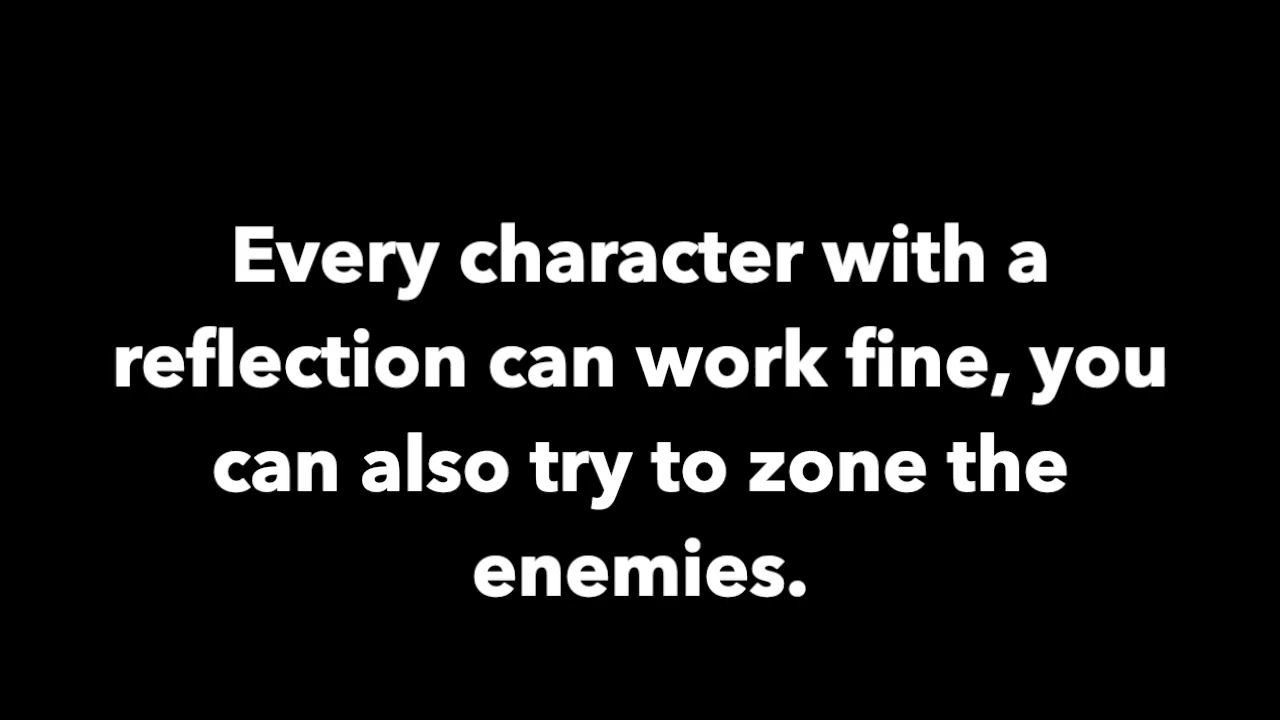 Every character with a
reflection can work fine, you
can also try to zone the
enemies.